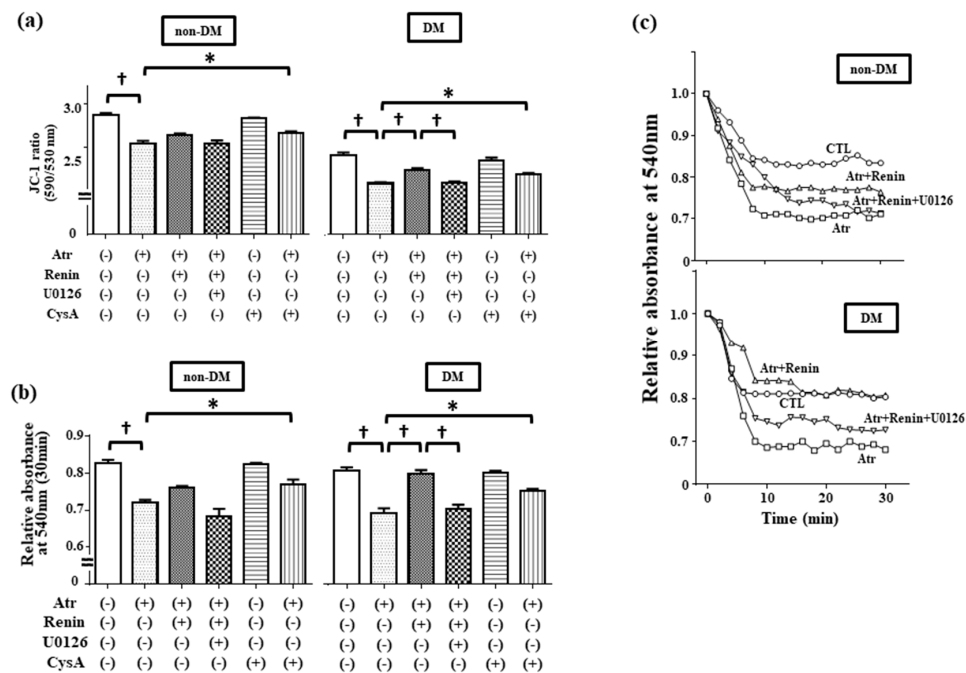 (a)
non-DM
DM
†
*
†
†
†
*
3.0
2.5
0
JC-1 ratio
(590/530 nm)
Atr (-) (+) (+) (+) (-) (+) (-) (+) (+) (+) (-) (+)
Renin (-) (-) (+) (+) (-) (-) (-) (-) (+) (+) (-) (-)
U0126 (-) (-) (-) (+) (-) (-) (-) (-) (-) (+) (-) (-)
CysA (-) (-) (-) (-) (+) (+) (-) (-) (-) (-) (+) (+)
(b)
non-DM
DM
†
*
†
†
†
*
0.9
0.8
0.7
0.6
0
Relative absorbance
at 540nm (30min)
Atr (-) (+) (+) (+) (-) (+) (-) (+) (+) (+) (-) (+)
Renin (-) (-) (+) (+) (-) (-) (-) (-) (+) (+) (-) (-)
U0126 (-) (-) (-) (+) (-) (-) (-) (-) (-) (+) (-) (-)
CysA (-) (-) (-) (-) (+) (+) (-) (-) (-) (-) (+) (+)
(c)
non-DM
1.0
0.9
0.8
0.7
0.6
CTL
Atr+Renin
Atr+Renin+U0126
Atr
Relative absorbance at 540nm
DM
1.0
0.9
0.8
0.7
0.6
Atr+Renin
CTL
Atr+Renin+U0126
Atr
0 10 20 30
Time (min)